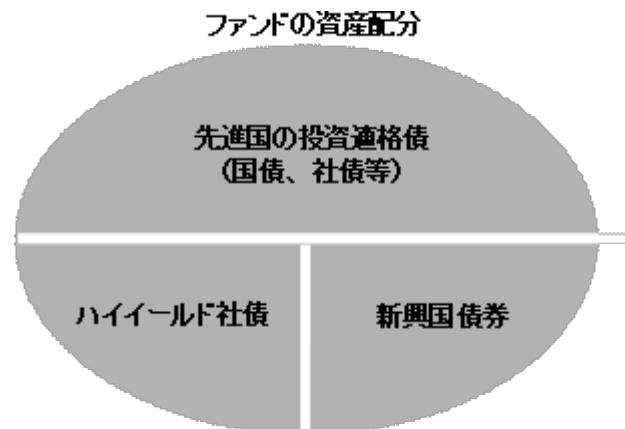 ファンドの資産配分
先進国の投資適格債
（国債、社債等）
ハイイールド社債
新興国債券